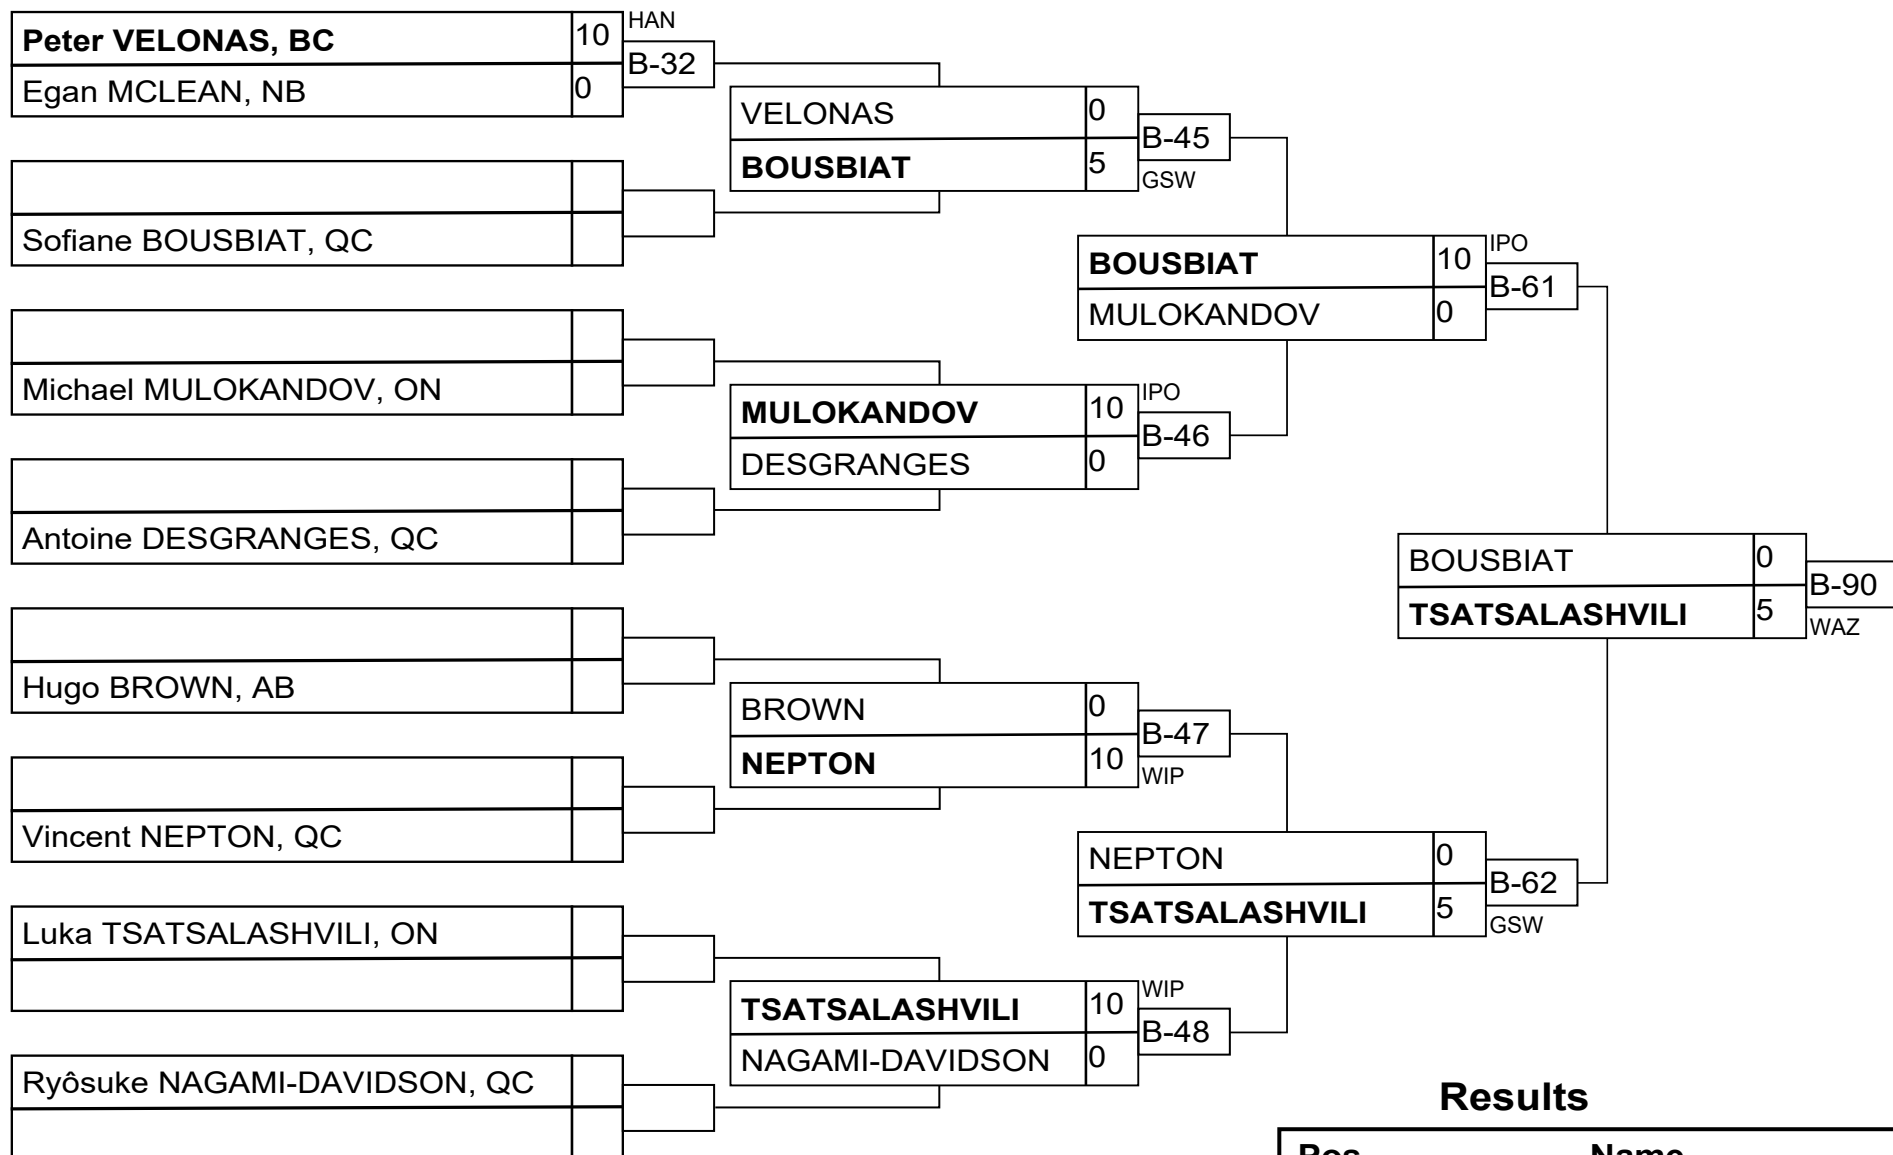 Peter VELONAS, BC 10 HAN
B-32
Egan MCLEAN, NB 0
VELONAS 0
B-45
BOUSBIAT 5 GSW
Sofiane BOUSBIAT, QC
BOUSBIAT 10 IPO
B-61
MULOKANDOV 0
Michael MULOKANDOV, ON
MULOKANDOV 10 IPO
B-46
DESGRANGES 0
Antoine DESGRANGES, QC
BOUSBIAT 0
B-90
TSATSALASHVILI 5 WAZ
Hugo BROWN, AB
BROWN 0
B-47
NEPTON 10 WIP
Vincent NEPTON, QC
NEPTON 0
B-62
TSATSALASHVILI 5 GSW
Luka TSATSALASHVILI, ON
TSATSALASHVILI 10 WIP
B-48
NAGAMI-DAVIDSON 0
Ryôsuke NAGAMI-DAVIDSON, QC
Results
Pos Name